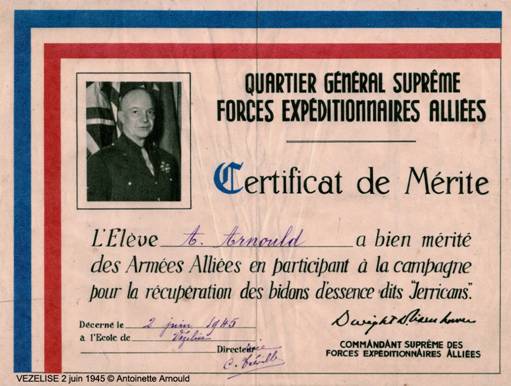 QUARTIER GÉNÉRAL SUPRÊME
FORCES EXPÉDITIONNAIRES ALLIÉES
Certificat de Mérite
L'Elève A. Arnould a bien mérité
des Armées Alliées en participant à la campagne
pour la récupération des bidons d'essence dits "Jerricans".
Décerné le 2 juin 1945
a l'Ecole de Vézelise
Directeur
Dwight D Eisenhower
COMMANDANT SUPRÊME DES
FORCES EXPÉDITIONNAIRES ALLIÉES
VEZELISE 2 juin 1945 © Antoinette Arnould